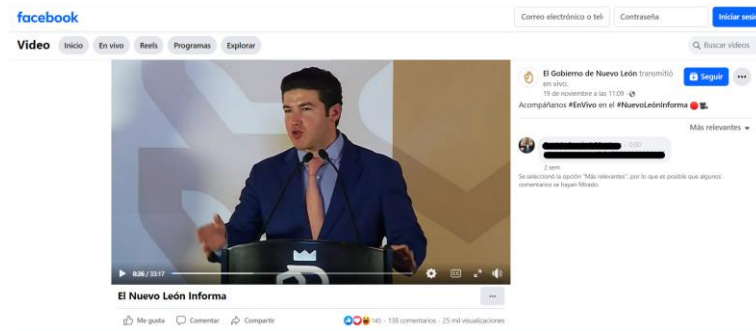 facebook
Correo electrónico o telé
Contraseña
Iniciar sesió
Video
Inicio
En vivo
Reels
Programas
Explorar
Buscar videos
El Gobierno de Nuevo León transmitió
en vivo.
19 de noviembre a las 11:09 ·
Seguir
Acompáñanos #EnVivo en el #NuevoLeónInforma 🔴🎥
Más relevantes
· 0:00
2 sem
Se seleccionó la opción "Más relevantes", por lo que es posible que algunos
comentarios se hayan filtrado.
0:26 / 33:17
El Nuevo León Informa
Me gusta
Comentar
Compartir
145 · 138 comentarios · 25 mil visualizaciones